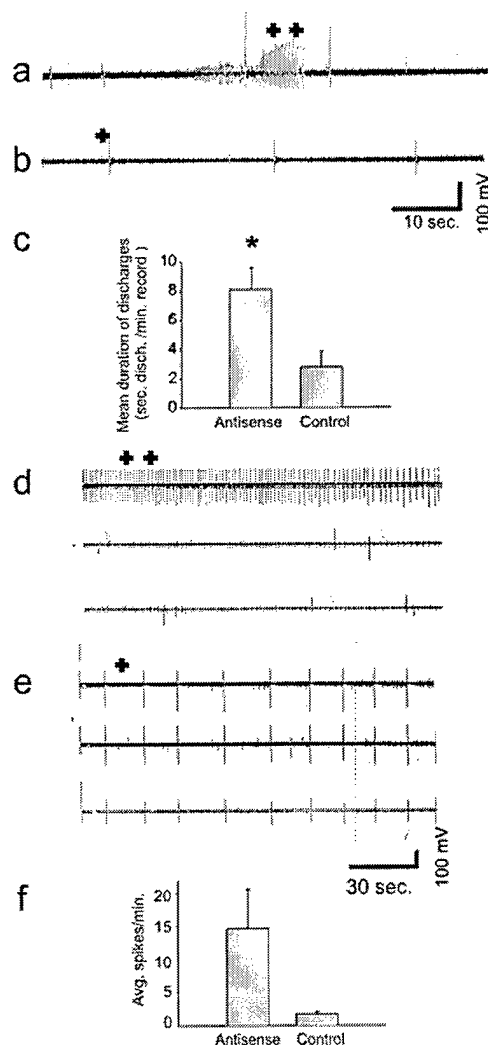 a
b
10 sec.
100 mV
c
Mean duration of discharges
(sec. disch./min. record )
10
8
6
4
2
0
*
Antisense Control
d
e
30 sec.
100 mV
f
Avg. spikes/min.
20
15
10
5
0
Antisense Control